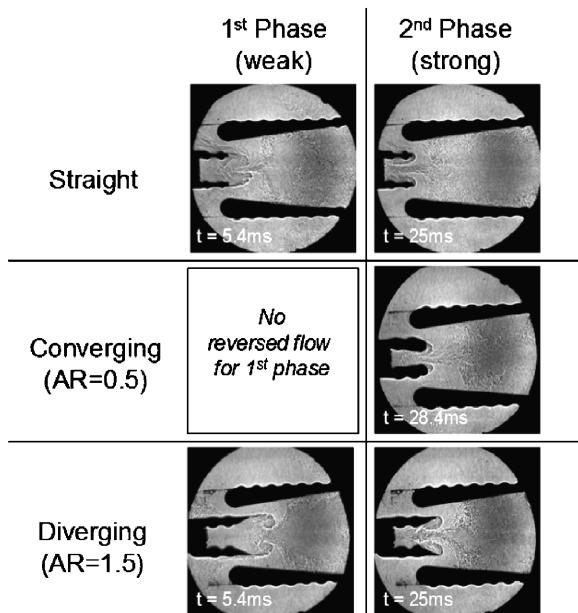 1st Phase
(weak)
2nd Phase
(strong)
Straight
t = 5.4ms
t = 25ms
Converging
(AR=0.5)
No
reversed flow
for 1st phase
t = 28.4ms
Diverging
(AR=1.5)
t = 5.4ms
t = 25ms